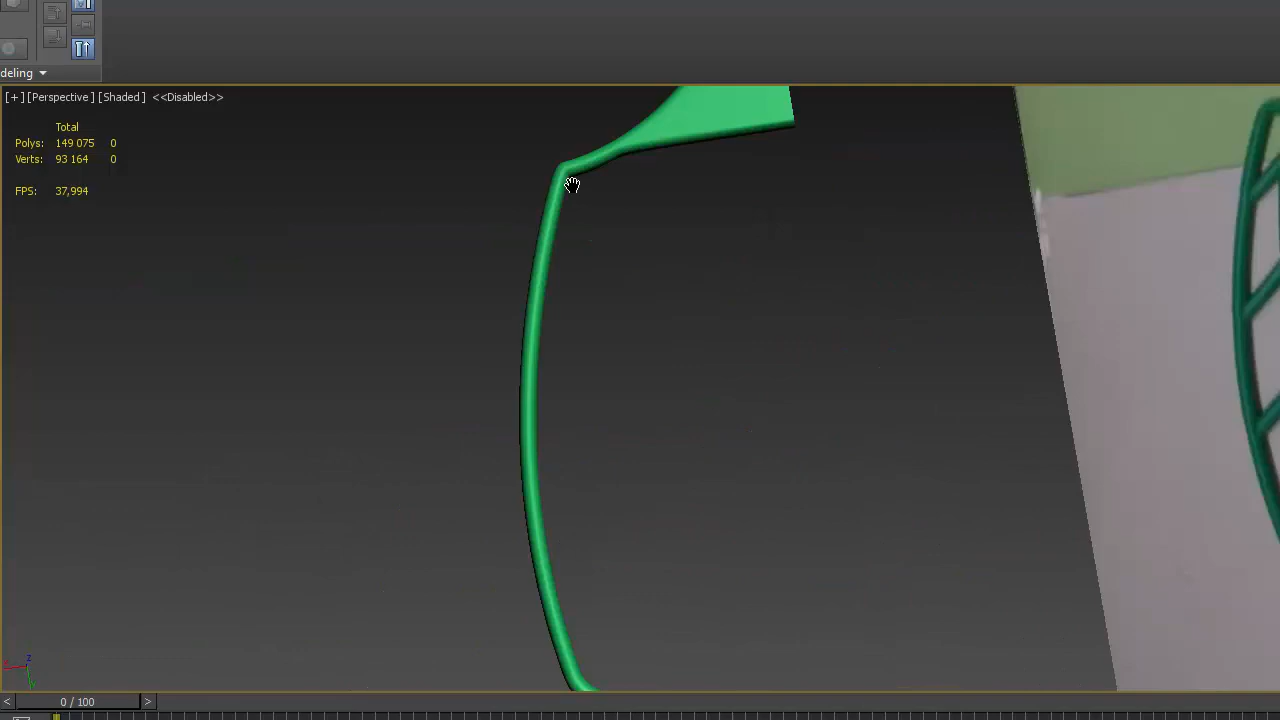 deling
[+] [Perspective] [Shaded] <<Disabled>>
Total
Polys: 149 075 0
Verts: 93 164 0
FPS: 37,994
z
< 0 / 100 >